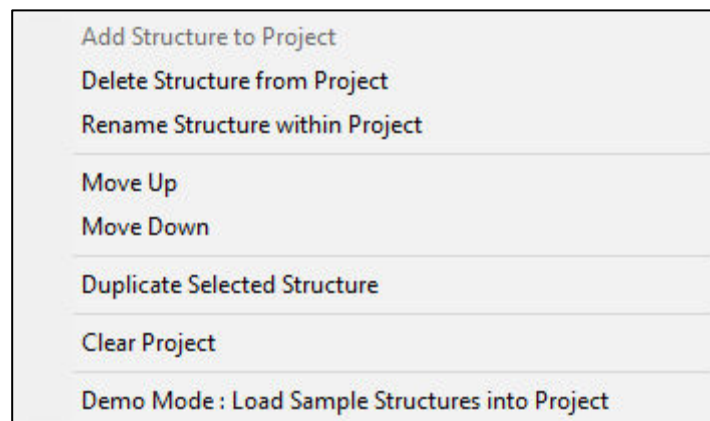 Add Structure to Project
Delete Structure from Project
Rename Structure within Project
Move Up
Move Down
Duplicate Selected Structure
Clear Project
Demo Mode : Load Sample Structures into Project